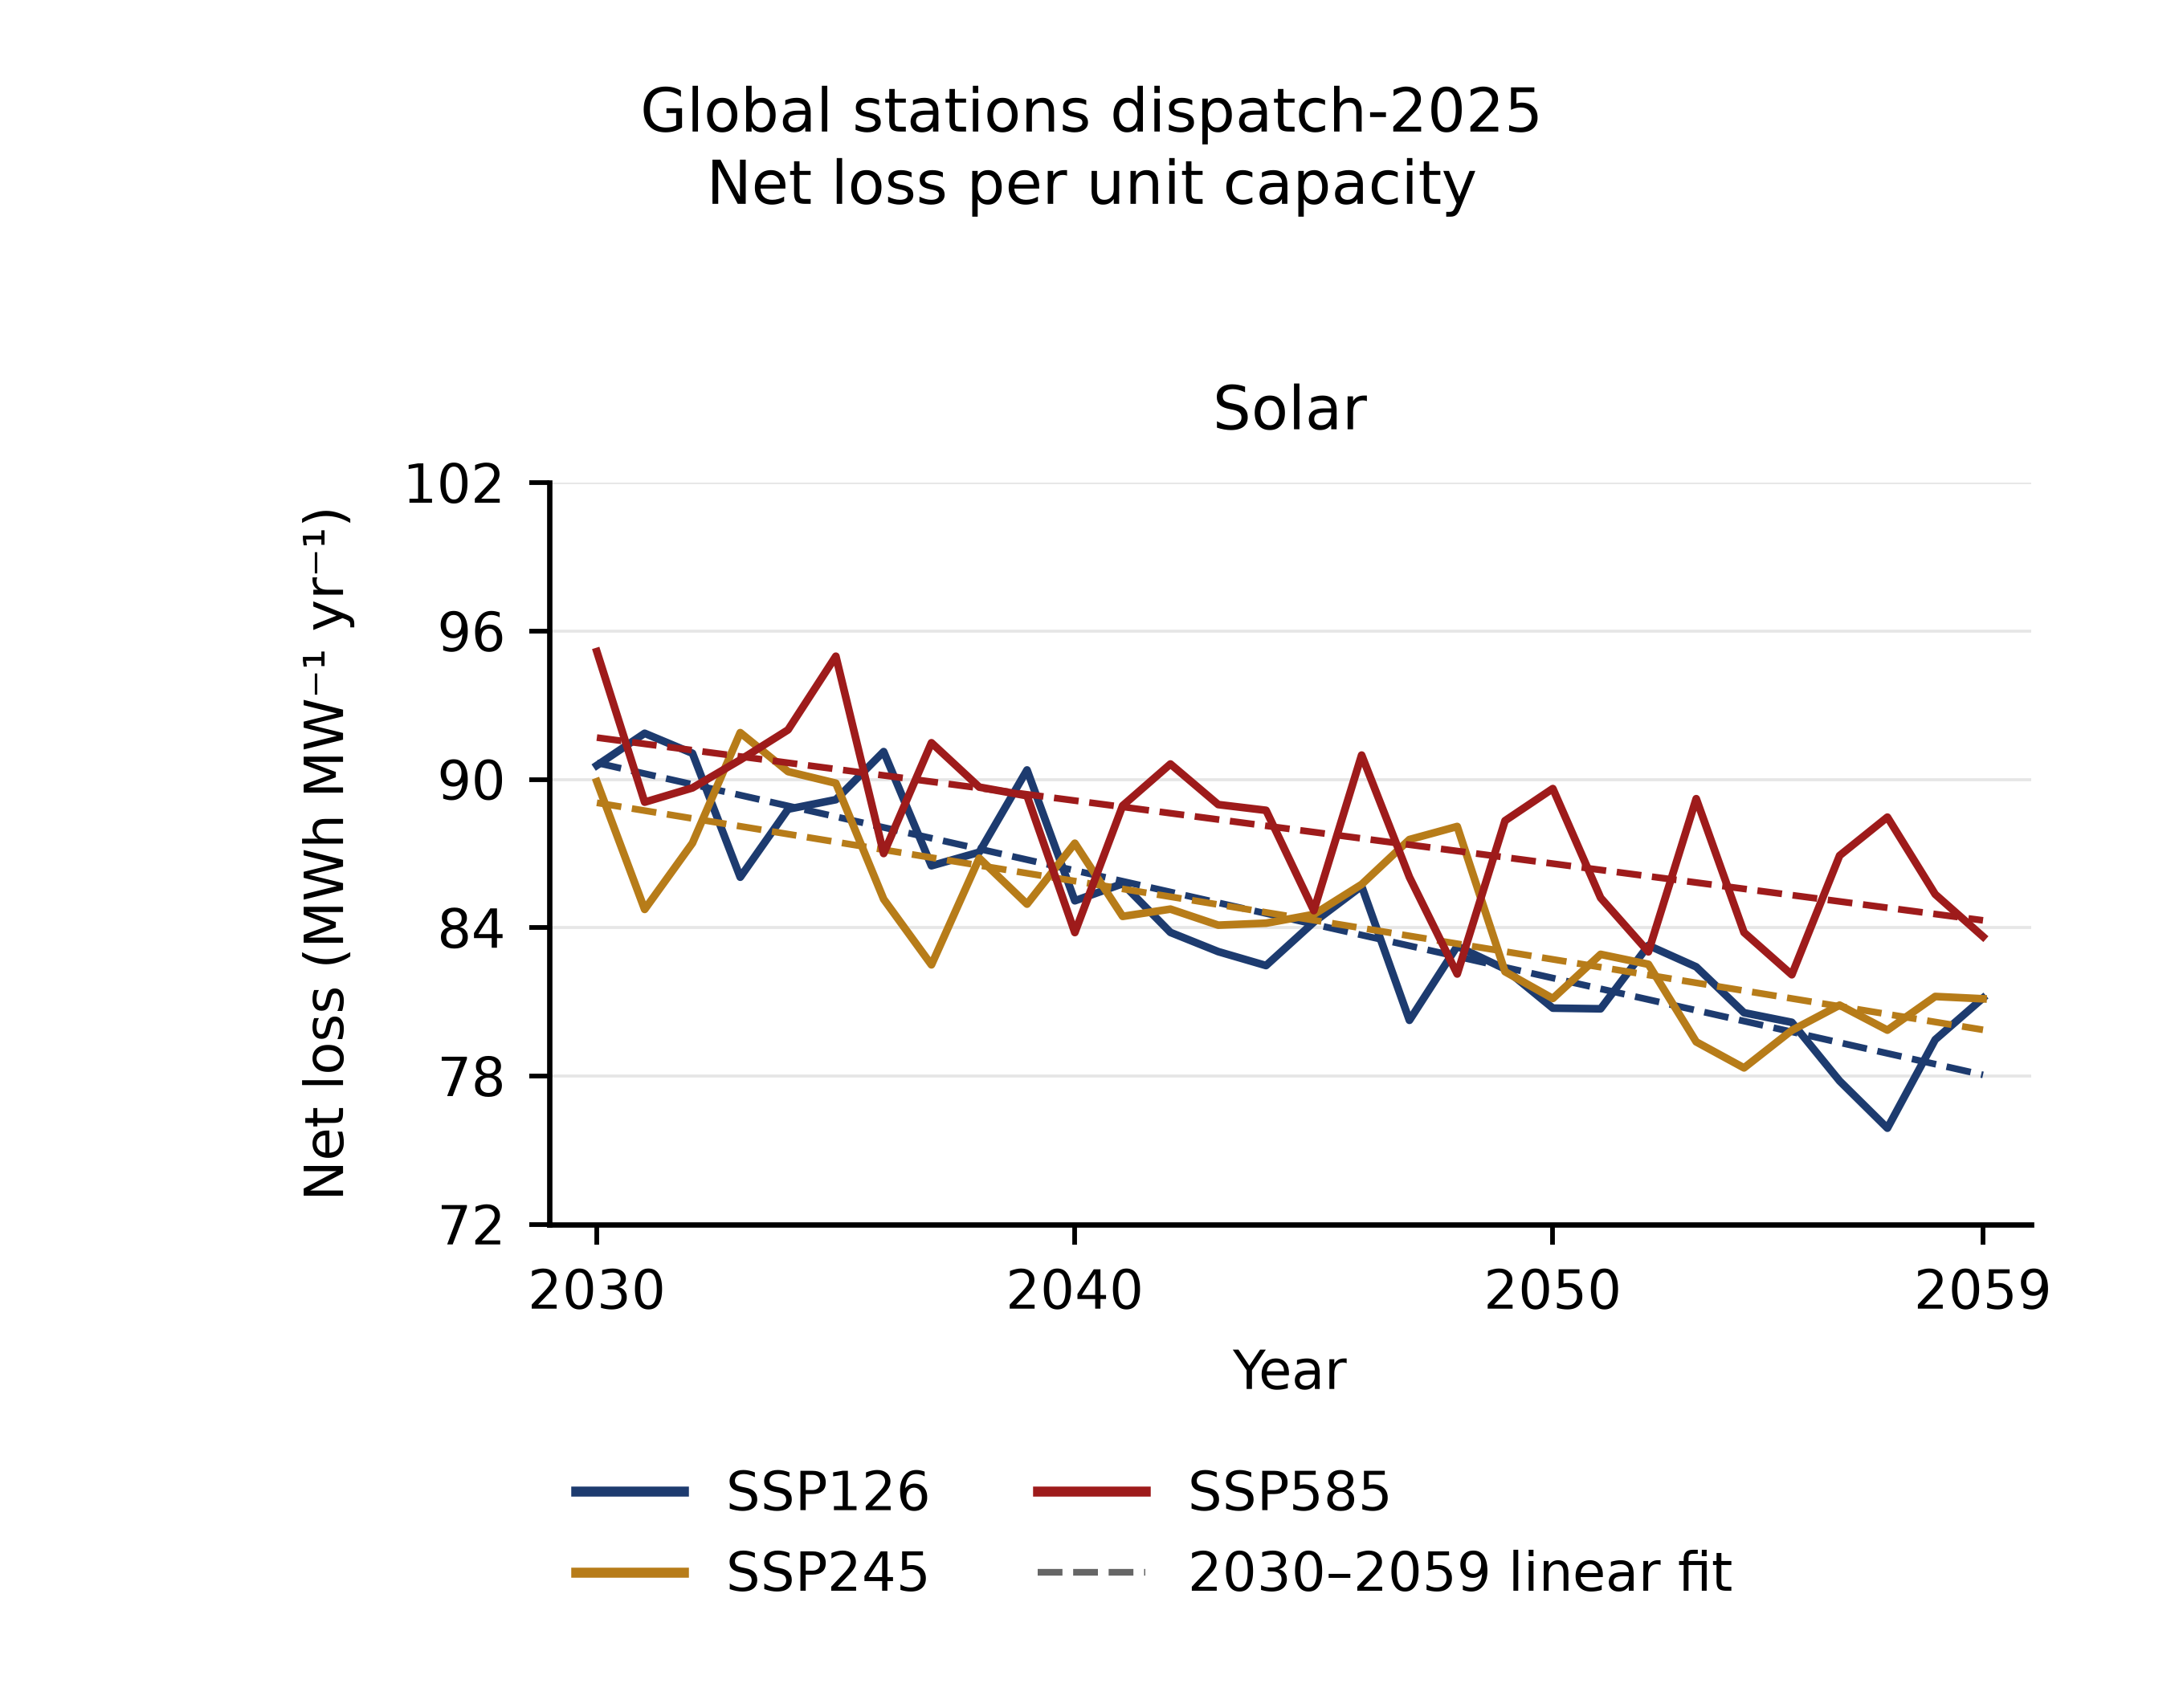 Global stations dispatch-2025
Net loss per unit capacity
Solar
Net loss (MWh MW⁻¹ yr⁻¹)
102
96
90
84
78
72
2030 2040 2050 2059
Year
SSP126 SSP585
SSP245 2030–2059 linear fit